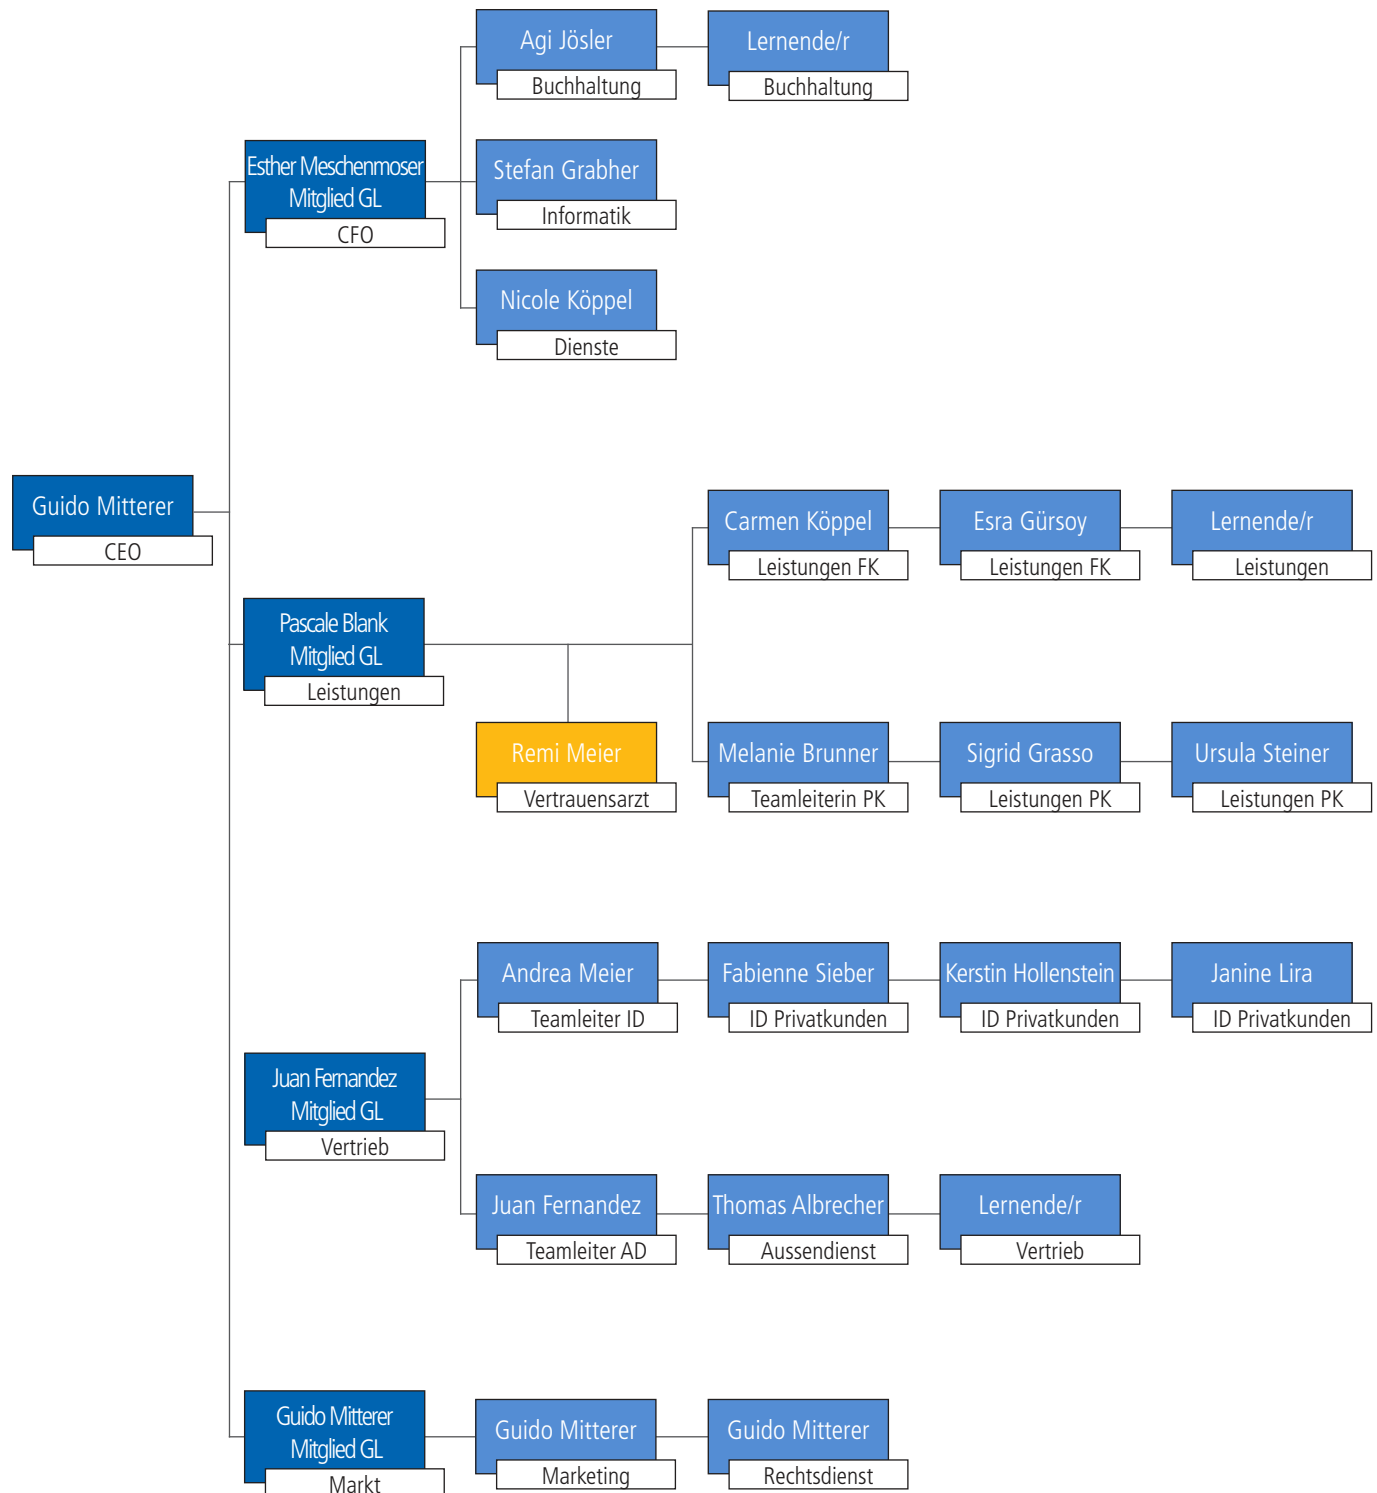 Agi Jösler
Buchhaltung
Lernende/r
Buchhaltung
Esther Meschenmoser
Mitglied GL
CFO
Stefan Grabher
Informatik
Nicole Köppel
Dienste
Guido Mitterer
CEO
Carmen Köppel
Leistungen FK
Esra Gürsoy
Leistungen FK
Lernende/r
Leistungen
Pascale Blank
Mitglied GL
Leistungen
Remi Meier
Vertrauensarzt
Melanie Brunner
Teamleiterin PK
Sigrid Grasso
Leistungen PK
Ursula Steiner
Leistungen PK
Andrea Meier
Teamleiter ID
Fabienne Sieber
ID Privatkunden
Kerstin Hollenstein
ID Privatkunden
Janine Lira
ID Privatkunden
Juan Fernandez
Mitglied GL
Vertrieb
Juan Fernandez
Teamleiter AD
Thomas Albrecher
Aussendienst
Lernende/r
Vertrieb
Guido Mitterer
Mitglied GL
Markt
Guido Mitterer
Marketing
Guido Mitterer
Rechtsdienst